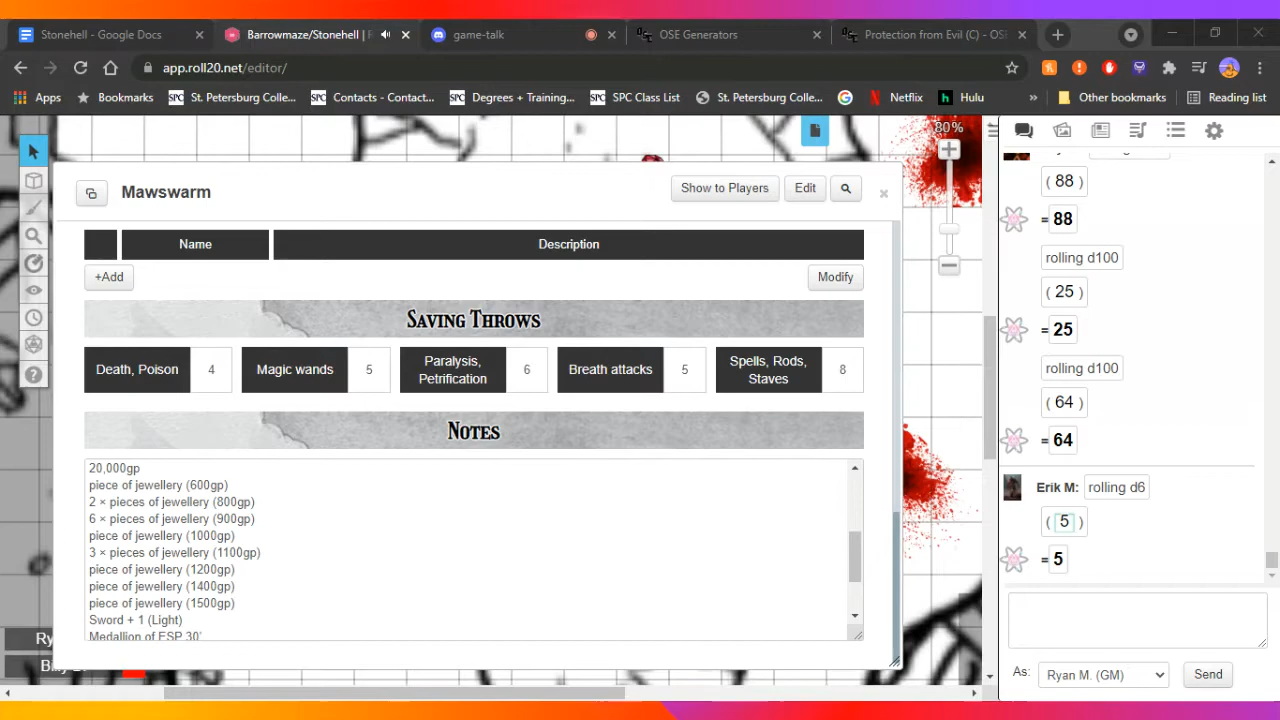 Stonehell - Google Docs
Barrowmaze/Stonehell | R
game-talk
OSE Generators
Protection from Evil (C) - OSE
app.roll20.net/editor/
Apps
Bookmarks
St. Petersburg Colle...
Contacts - Contact...
Degrees + Training...
SPC Class List
St. Petersburg Colle...
Netflix
Hulu
Other bookmarks
Reading list
80%
Mawswarm
Show to Players
Edit
Name
Description
+Add
Modify
Saving Throws
Death, Poison 4
Magic wands 5
Paralysis, Petrification 6
Breath attacks 5
Spells, Rods, Staves 8
Notes
20,000gp
piece of jewellery (600gp)
2 × pieces of jewellery (800gp)
6 × pieces of jewellery (900gp)
piece of jewellery (1000gp)
3 × pieces of jewellery (1100gp)
piece of jewellery (1200gp)
piece of jewellery (1400gp)
piece of jewellery (1500gp)
Sword + 1 (Light)
Medallion of ESP 30'
(88)
=88
rolling d100
(25)
=25
rolling d100
(64)
=64
Erik M: rolling d6
(5)
=5
As:
Ryan M. (GM)
Send